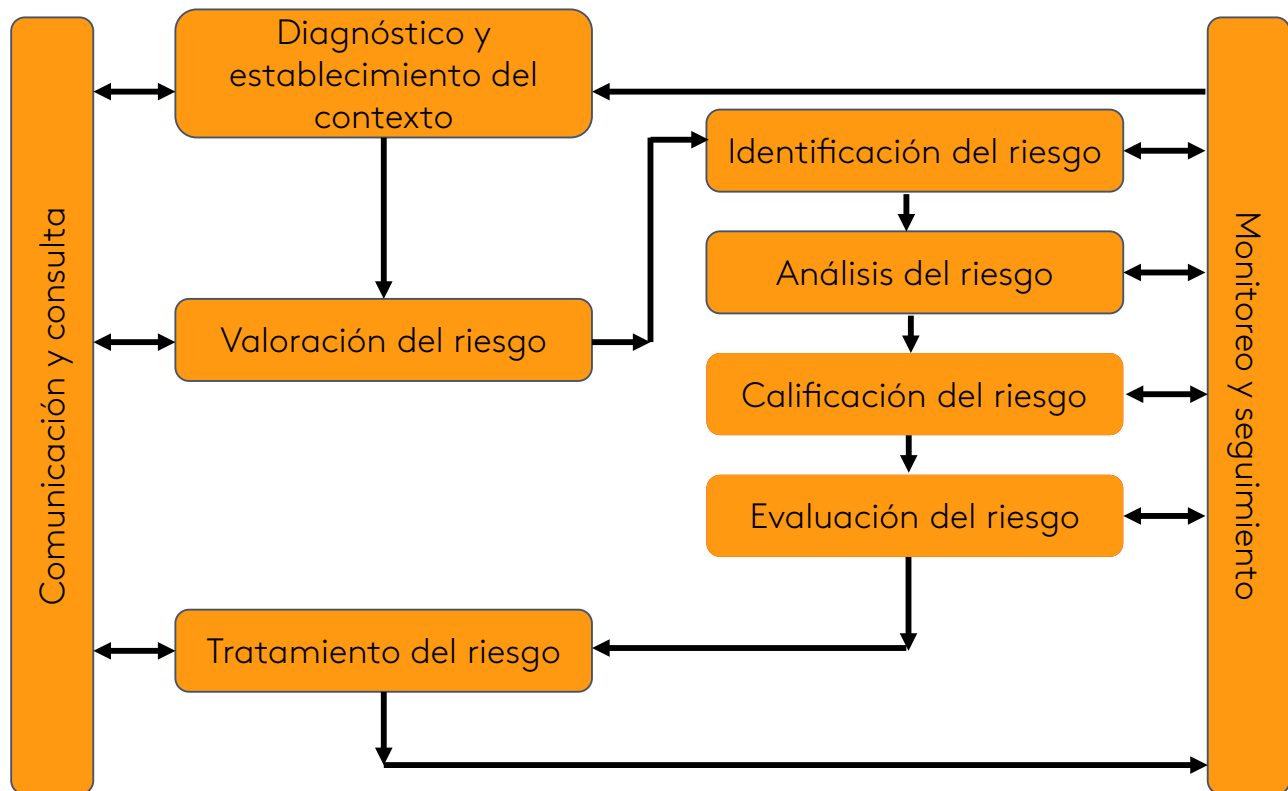 Comunicación y consulta
Diagnóstico y
establecimiento del
contexto
Valoración del riesgo
Tratamiento del riesgo
Identificación del riesgo
Análisis del riesgo
Calificación del riesgo
Evaluación del riesgo
Monitoreo y seguimiento